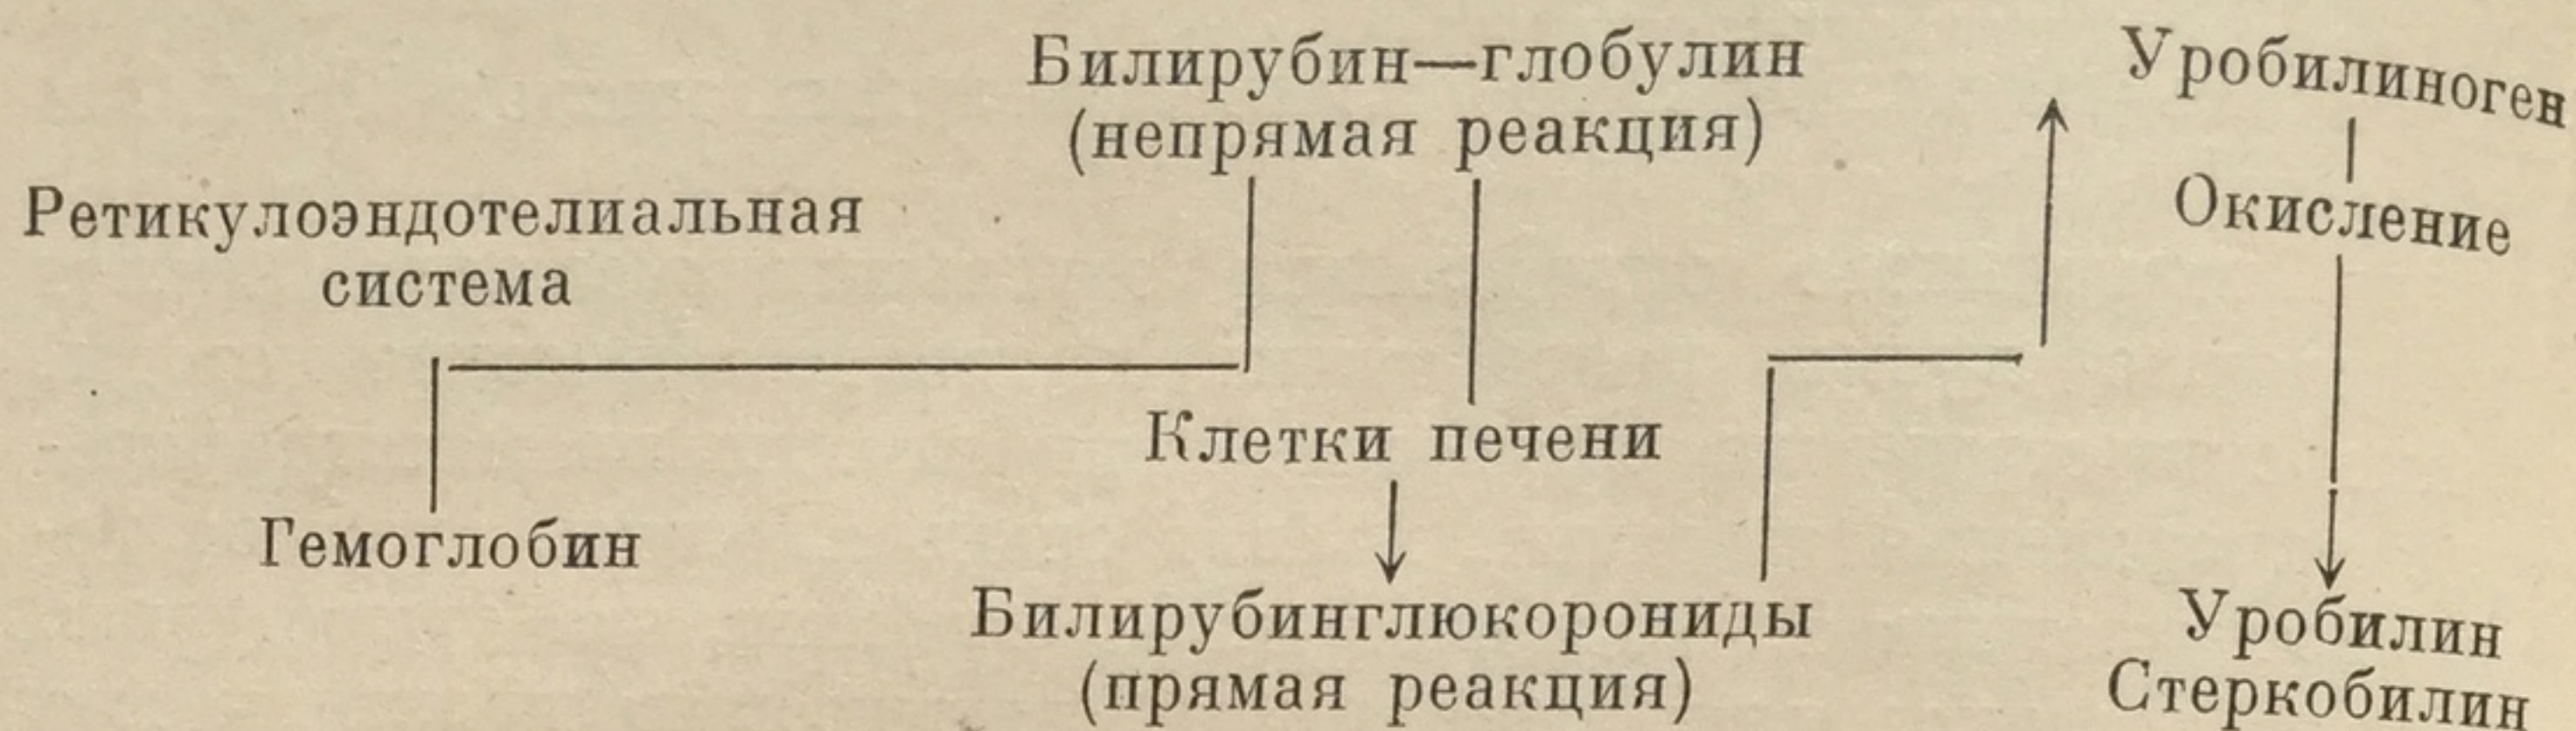 Ретикулоэндотелиальная
система
Гемоглобин
Билирубин—глобулин
(непрямая реакция)
Клетки печени
Билирубинглюкорониды
(прямая реакция)
Уробилиноген
Окисление
Уробилин
Стеркобилин